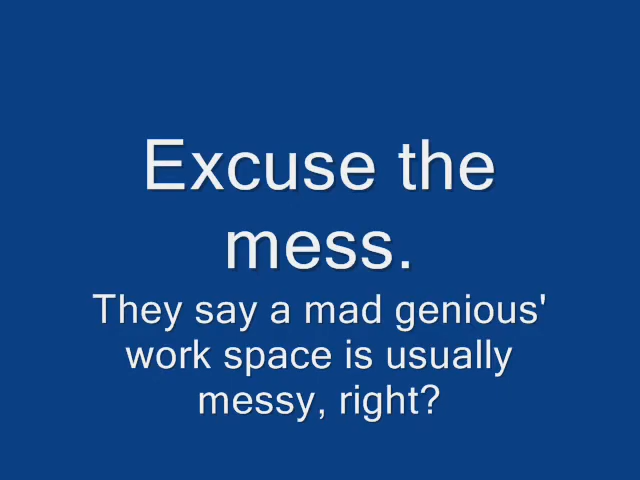 Excuse the
mess.
They say a mad genious'
work space is usually
messy, right?